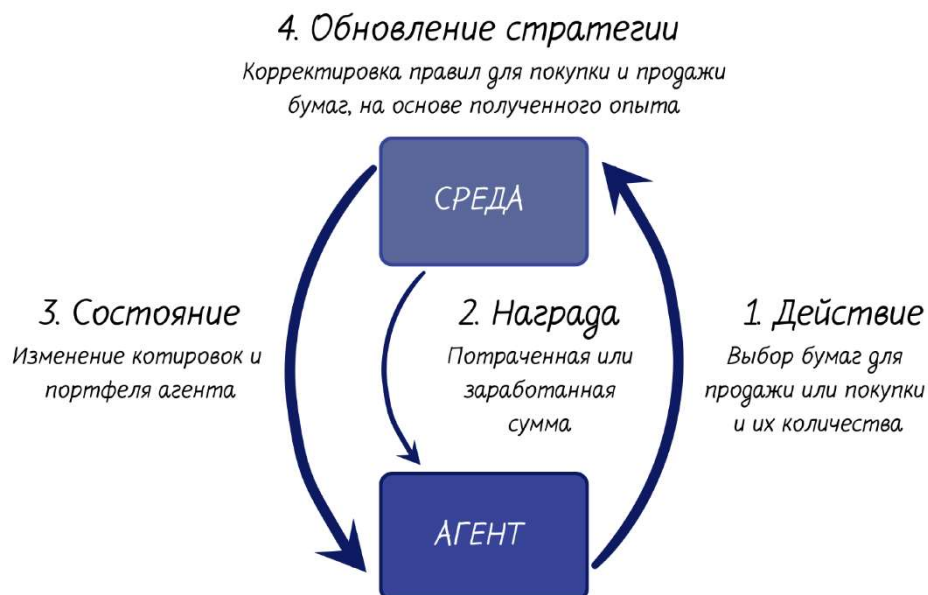 4. Обновление стратегии
Корректировка правил для покупки и продажи
бумаг, на основе полученного опыта
СРЕДА
3. Состояние
Изменение котировок и
портфеля агента
2. Награда
Потраченная или
заработанная
сумма
1. Действие
Выбор бумаг для
продажи или покупки
и их количества
АГЕНТ